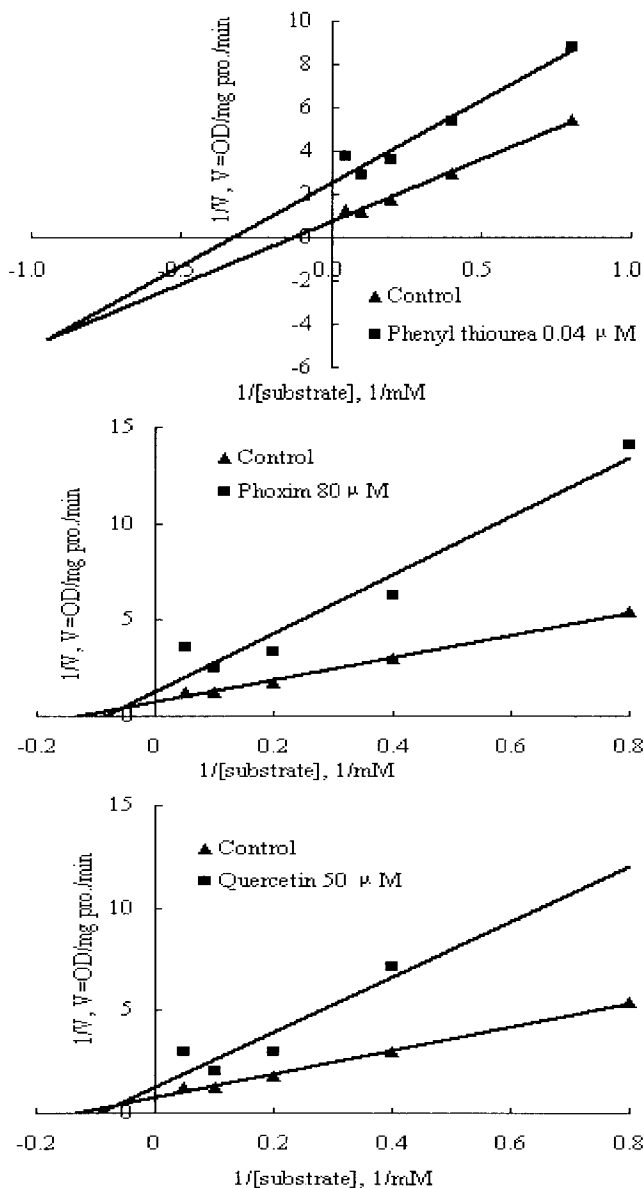 10
8
6
4
2
0
-1.0 -0.5 0.0 0.5 1.0
-2
-4
-6
1/V, V=OD/mg pro./min
▲ Control
■ Phenyl thiourea 0.04 μ M
1/[substrate], 1/mM
15
10
5
0
1/V, V=OD/mg pro./min
▲ Control
■ Phoxim 80 μ M
-0.2 0 0.2 0.4 0.6 0.8
1/[substrate], 1/mM
15
10
5
0
1/V, V=OD/mg pro./min
▲ Control
■ Quercetin 50 μ M
-0.2 0 0.2 0.4 0.6 0.8
1/[substrate], 1/mM